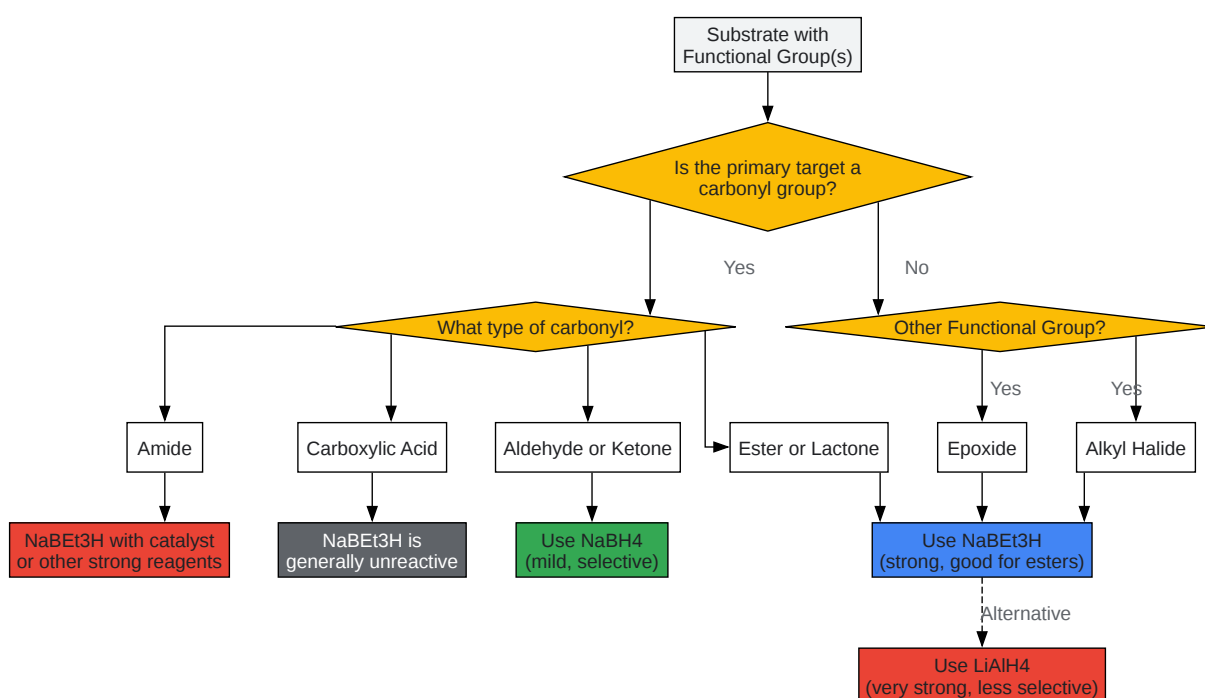 Substrate with
Functional Group(s)
Is the primary target a
carbonyl group?
Yes
No
What type of carbonyl?
Other Functional Group?
Yes
Yes
Amide
Carboxylic Acid
Aldehyde or Ketone
Ester or Lactone
Epoxide
Alkyl Halide
NaBEt3H with catalyst
or other strong reagents
NaBEt3H is
generally unreactive
Use NaBH4
(mild, selective)
Use NaBEt3H
(strong, good for esters)
Alternative
Use LiAlH4
(very strong, less selective)